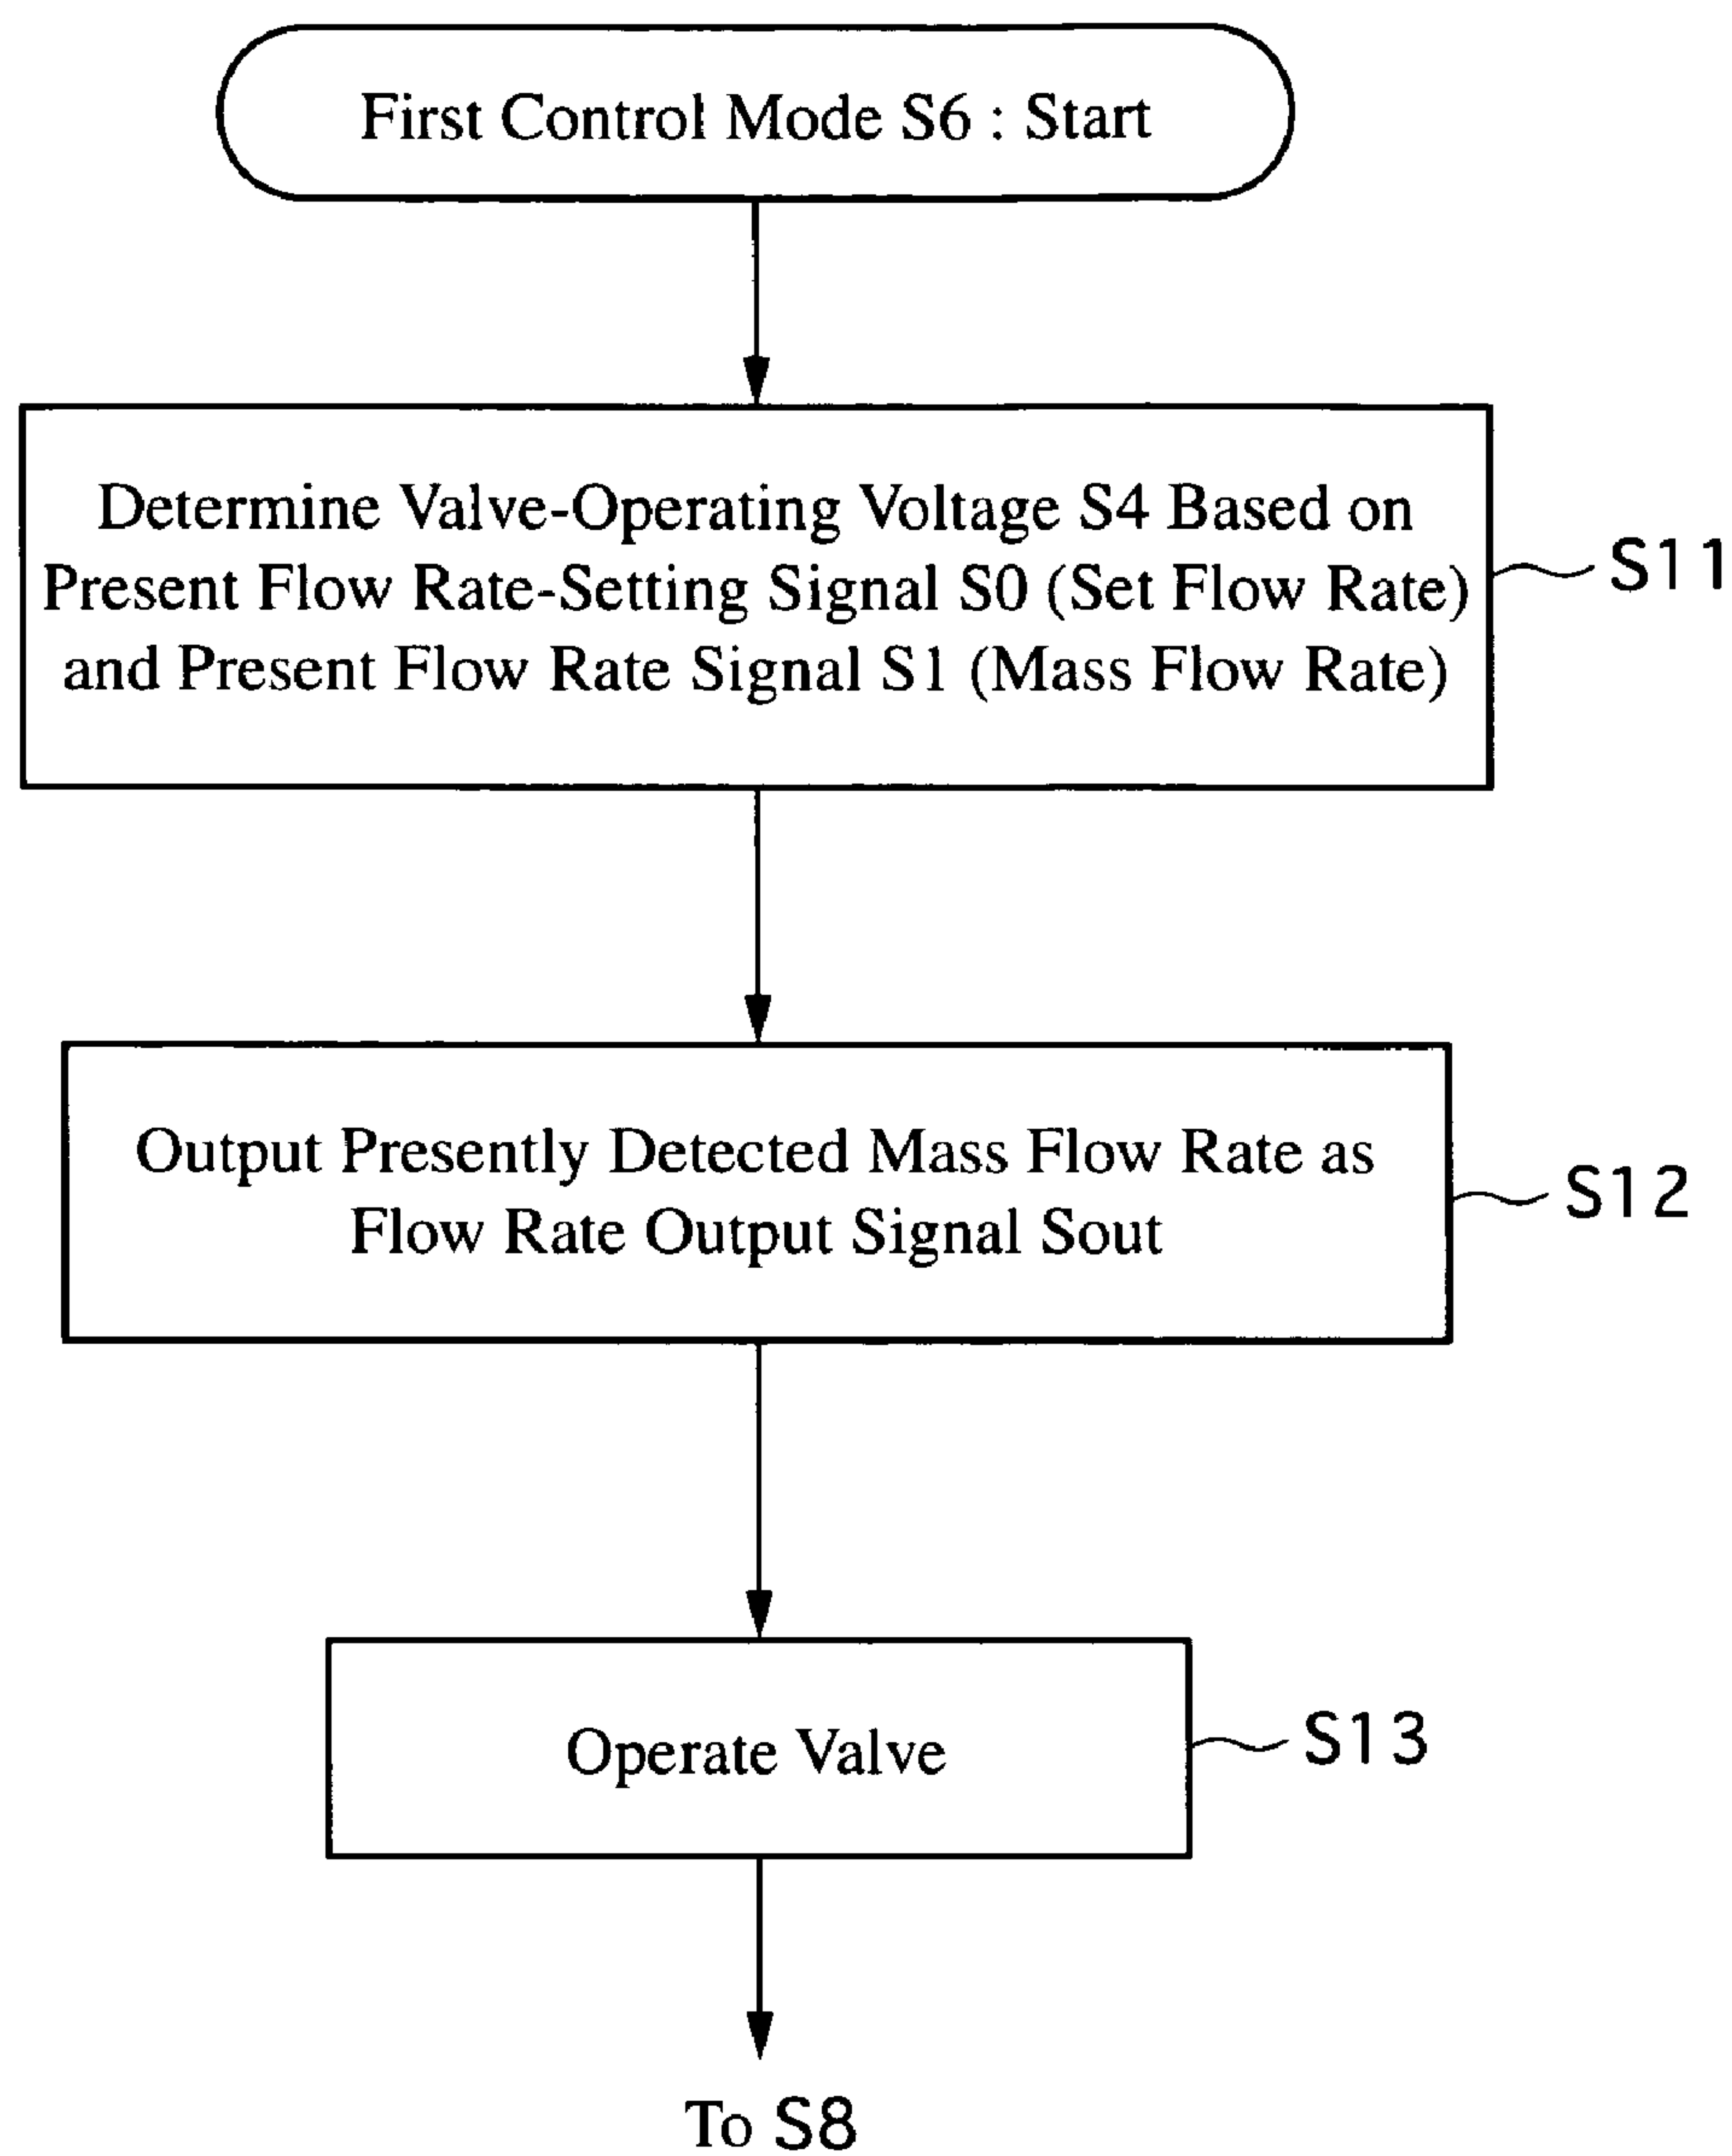 First Control Mode S6 : Start
Determine Valve-Operating Voltage S4 Based on
Present Flow Rate-Setting Signal S0 (Set Flow Rate)
and Present Flow Rate Signal S1 (Mass Flow Rate)
S11
Output Presently Detected Mass Flow Rate as
Flow Rate Output Signal Sout
S12
Operate Valve
S13
To S8